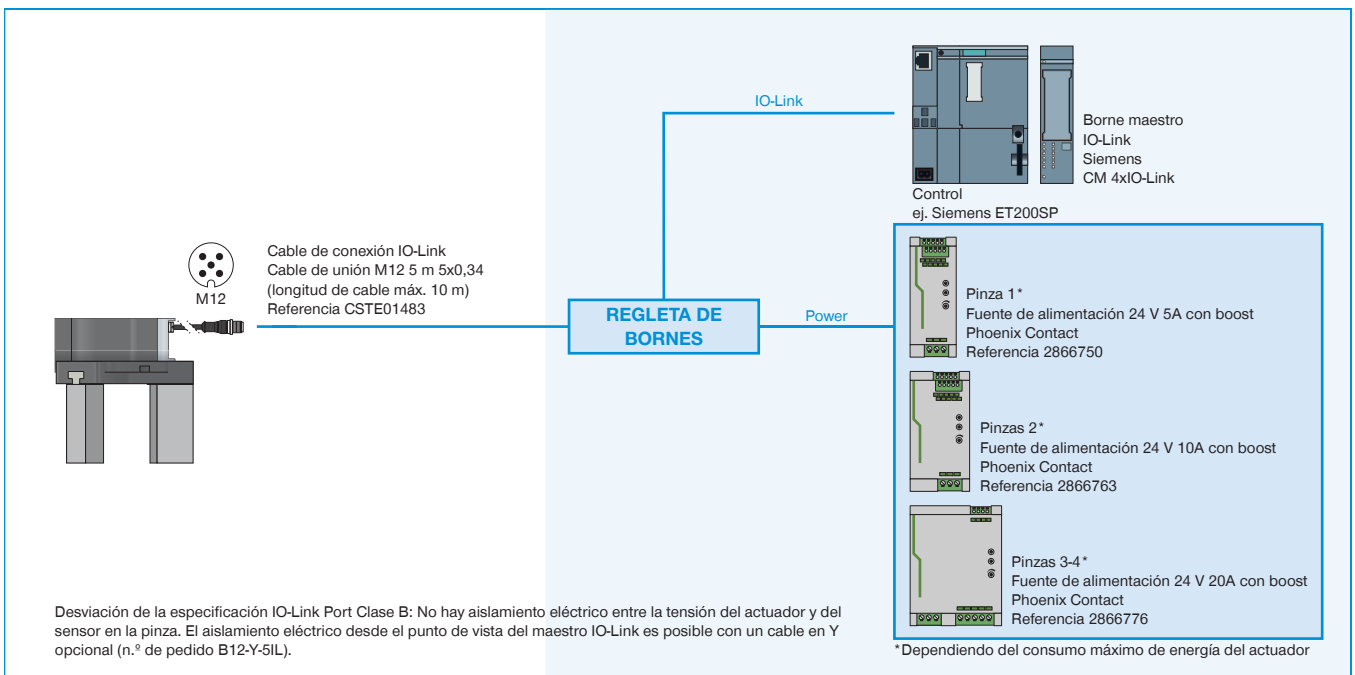 IO-Link
Borne maestro
IO-Link
Siemens
CM 4xIO-Link
Control
ej. Siemens ET200SP
M12
Cable de conexión IO-Link
Cable de unión M12 5 m 5x0,34
(longitud de cable máx. 10 m)
Referencia CSTE01483
REGLETA DE
BORNES
Power
Pinza 1*
Fuente de alimentación 24 V 5A con boost
Phoenix Contact
Referencia 2866750
Pinzas 2*
Fuente de alimentación 24 V 10A con boost
Phoenix Contact
Referencia 2866763
Pinzas 3-4*
Fuente de alimentación 24 V 20A con boost
Phoenix Contact
Referencia 2866776
Desviación de la especificación IO-Link Port Clase B: No hay aislamiento eléctrico entre la tensión del actuador y del
sensor en la pinza. El aislamiento eléctrico desde el punto de vista del maestro IO-Link es posible con un cable en Y
opcional (n.º de pedido B12-Y-5IL).
*Dependiendo del consumo máximo de energía del actuador